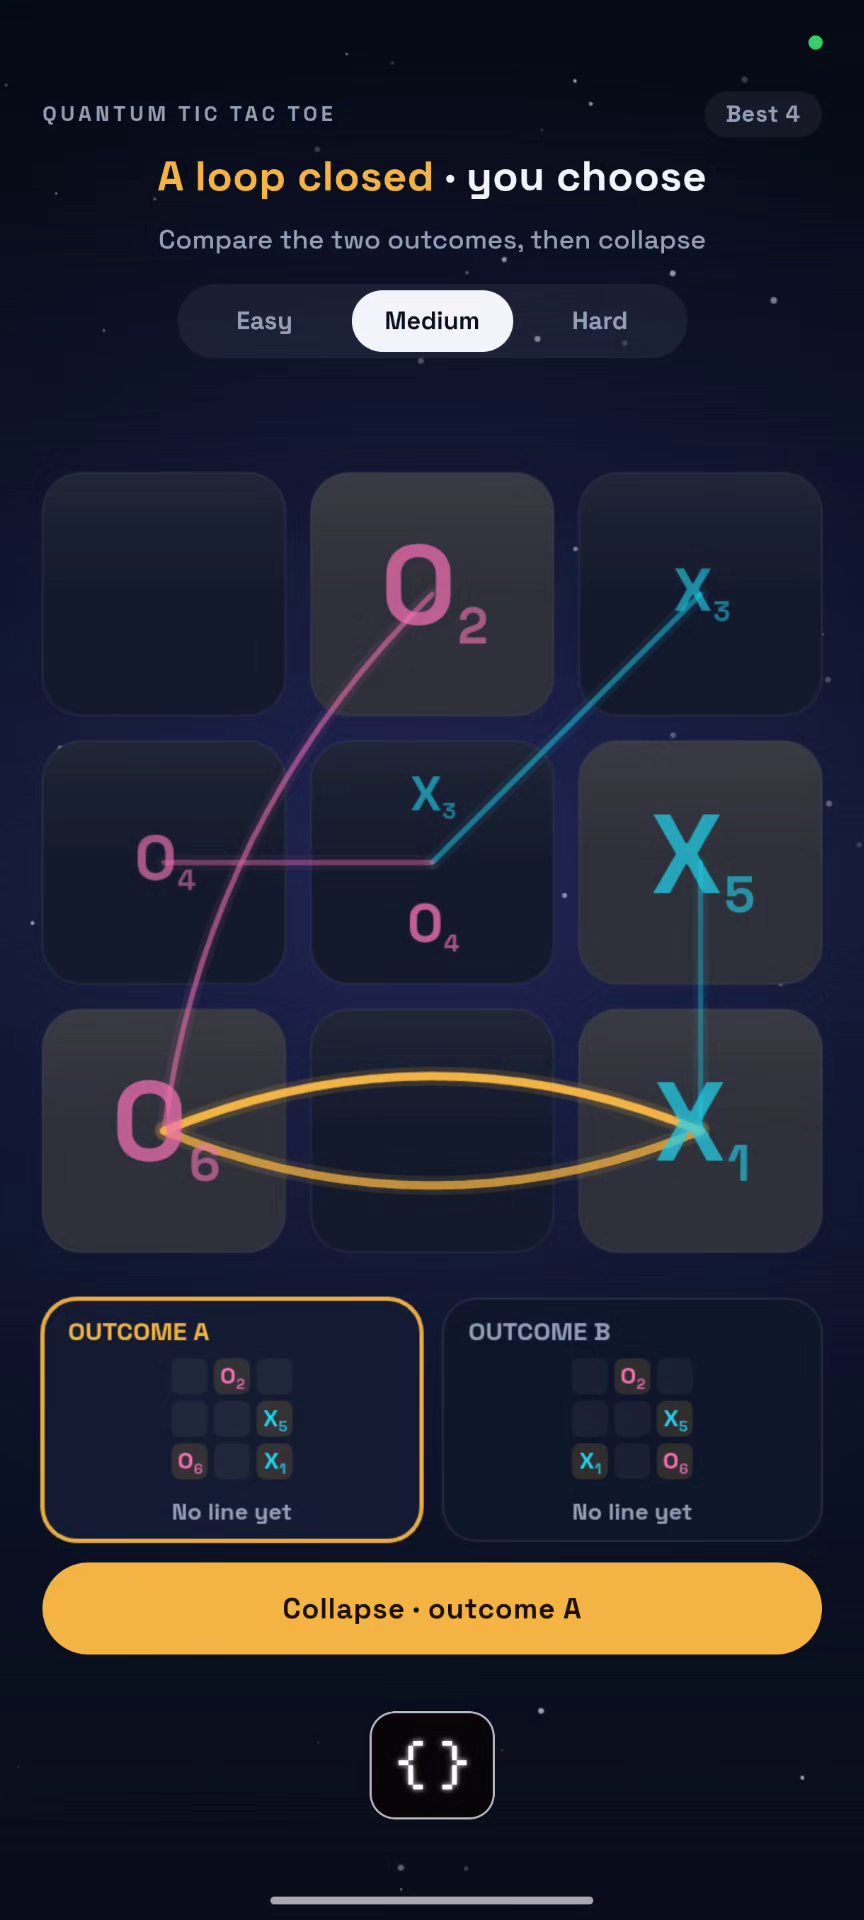 QUANTUM TIC TAC TOE
Best 4
A loop closed · you choose
Compare the two outcomes, then collapse
Easy Medium Hard
O2 X3
X3
O4 X5
O4
O6 X1
OUTCOME A
O2
X5
O6 X1
No line yet
OUTCOME B
O2
X5
X1 O6
No line yet
Collapse · outcome A
{ }